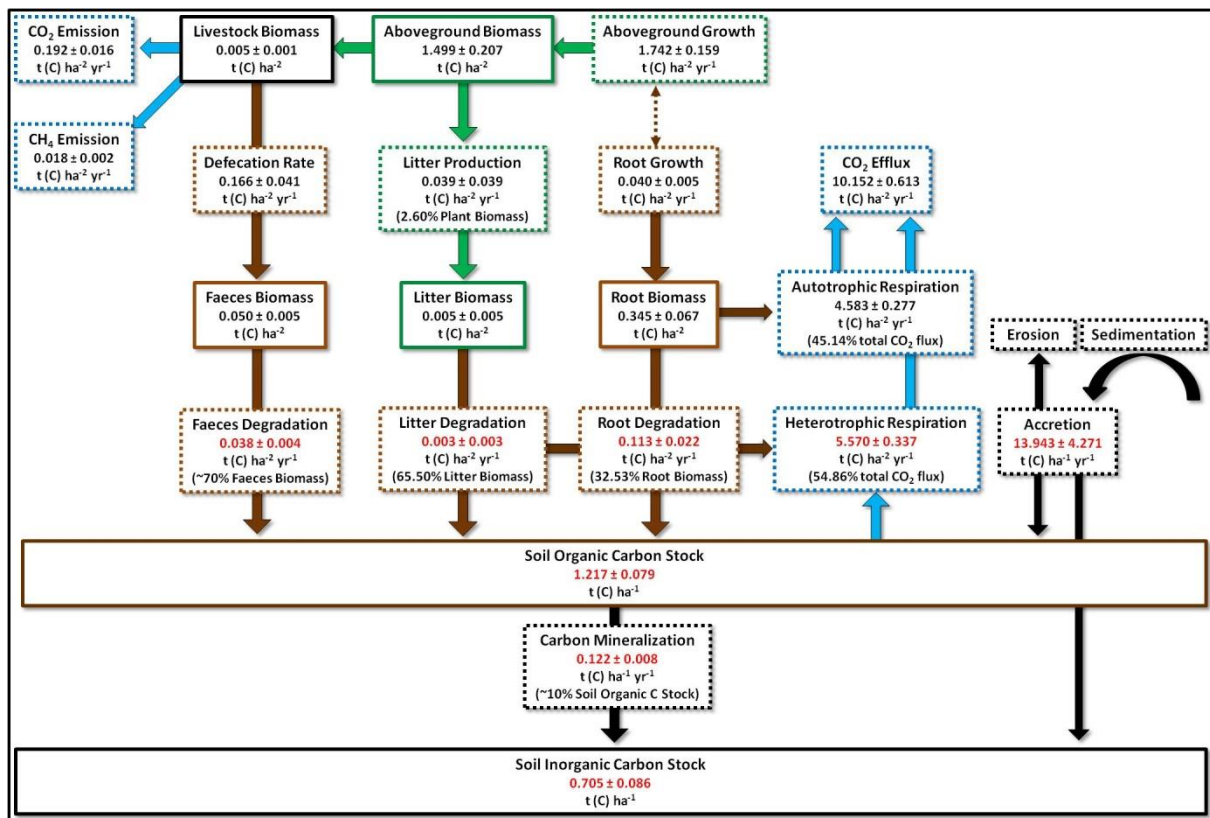 CO₂ Emission
0.192 ± 0.016
t (C) ha⁻² yr⁻¹
Livestock Biomass
0.005 ± 0.001
t (C) ha⁻²
Aboveground Biomass
1.499 ± 0.207
t (C) ha⁻²
Aboveground Growth
1.742 ± 0.159
t (C) ha⁻² yr⁻¹
CH₄ Emission
0.018 ± 0.002
t (C) ha⁻² yr⁻¹
Defecation Rate
0.166 ± 0.041
t (C) ha⁻² yr⁻¹
Litter Production
0.039 ± 0.039
t (C) ha⁻² yr⁻¹
(2.60% Plant Biomass)
Root Growth
0.040 ± 0.005
t (C) ha⁻² yr⁻¹
CO₂ Efflux
10.152 ± 0.613
t (C) ha⁻² yr⁻¹
Faeces Biomass
0.050 ± 0.005
t (C) ha⁻²
Litter Biomass
0.005 ± 0.005
t (C) ha⁻²
Root Biomass
0.345 ± 0.067
t (C) ha⁻²
Autotrophic Respiration
4.583 ± 0.277
t (C) ha⁻² yr⁻¹
(45.14% total CO₂ flux)
Erosion
Sedimentation
Faeces Degradation
0.038 ± 0.004
t (C) ha⁻² yr⁻¹
(~70% Faeces Biomass)
Litter Degradation
0.003 ± 0.003
t (C) ha⁻² yr⁻¹
(65.50% Litter Biomass)
Root Degradation
0.113 ± 0.022
t (C) ha⁻² yr⁻¹
(32.53% Root Biomass)
Heterotrophic Respiration
5.570 ± 0.337
t (C) ha⁻² yr⁻¹
(54.86% total CO₂ flux)
Accretion
13.943 ± 4.271
t (C) ha⁻¹ yr⁻¹
Soil Organic Carbon Stock
1.217 ± 0.079
t (C) ha⁻¹
Carbon Mineralization
0.122 ± 0.008
t (C) ha⁻¹ yr⁻¹
(~10% Soil Organic C Stock)
Soil Inorganic Carbon Stock
0.705 ± 0.086
t (C) ha⁻¹